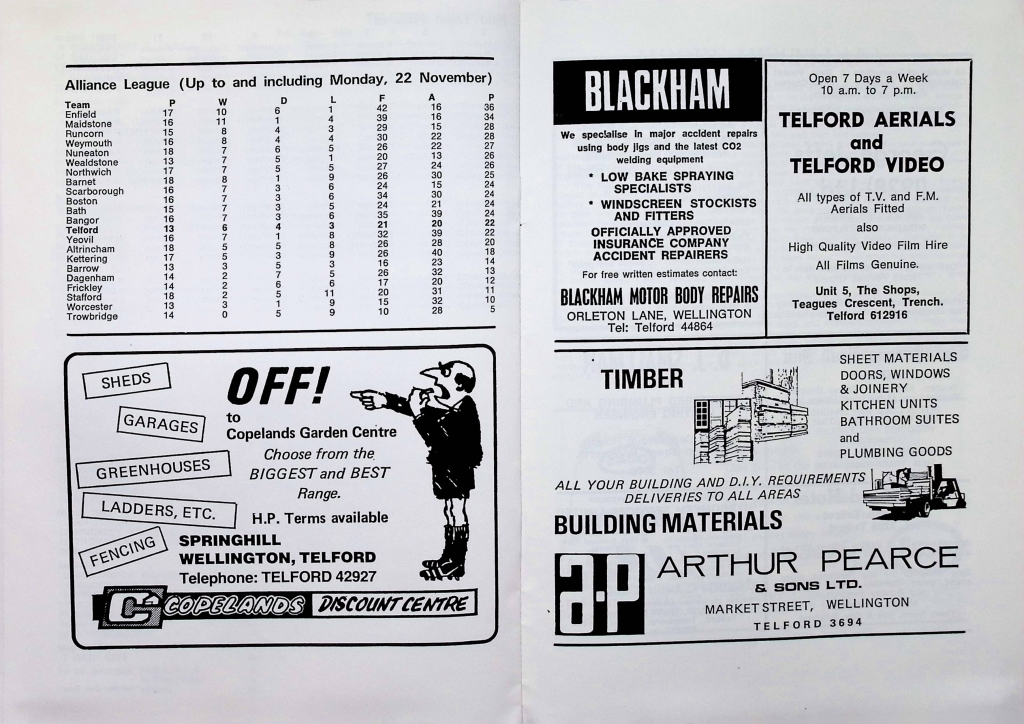 Alliance League (Up to and including Monday, 22 November)
Team P W D L F A P
Enfield 17 10 6 1 42 16 36
Maidstone 16 11 1 4 39 16 34
Runcorn 15 8 4 3 29 15 28
Weymouth 16 8 4 4 30 22 28
Nuneaton 18 7 6 5 26 22 27
Wealdstone 13 7 5 1 20 13 26
Northwich 17 7 5 5 27 24 26
Barnet 18 8 1 9 26 30 25
Scarborough 16 7 3 6 24 15 24
Boston 16 7 3 6 34 30 24
Bath 15 7 3 5 24 21 24
Bangor 16 7 3 6 35 39 24
Telford 13 6 4 3 21 20 22
Yeovil 16 7 1 8 32 39 22
Altrincham 18 5 5 8 26 28 20
Kettering 17 5 3 9 26 40 18
Barrow 13 3 5 3 16 23 14
Dagenham 14 2 7 5 26 32 13
Frickley 14 2 6 6 17 20 12
Stafford 18 2 5 11 20 31 11
Worcester 13 3 1 9 15 32 10
Trowbridge 14 0 5 9 10 28 5
SHEDS
GARAGES
GREENHOUSES
LADDERS, ETC.
FENCING
OFF!
to
Copelands Garden Centre
Choose from the
BIGGEST and BEST
Range.
H.P. Terms available
SPRINGHILL
WELLINGTON, TELFORD
Telephone: TELFORD 42927
COPELANDS DISCOUNT CENTRE
BLACKHAM
We specialise in major accident repairs
using body jigs and the latest CO2
welding equipment
* LOW BAKE SPRAYING
SPECIALISTS
* WINDSCREEN STOCKISTS
AND FITTERS
OFFICIALLY APPROVED
INSURANCE COMPANY
ACCIDENT REPAIRERS
For free written estimates contact:
BLACKHAM MOTOR BODY REPAIRS
ORLETON LANE, WELLINGTON
Tel: Telford 44864
Open 7 Days a Week
10 a.m. to 7 p.m.
TELFORD AERIALS
and
TELFORD VIDEO
All types of T.V. and F.M.
Aerials Fitted
also
High Quality Video Film Hire
All Films Genuine.
Unit 5, The Shops,
Teagues Crescent, Trench.
Telford 612916
TIMBER
SHEET MATERIALS
DOORS, WINDOWS
& JOINERY
KITCHEN UNITS
BATHROOM SUITES
and
PLUMBING GOODS
ALL YOUR BUILDING AND D.I.Y. REQUIREMENTS
DELIVERIES TO ALL AREAS
BUILDING MATERIALS
a·p
ARTHUR PEARCE
& SONS LTD.
MARKET STREET, WELLINGTON
TELFORD 3694